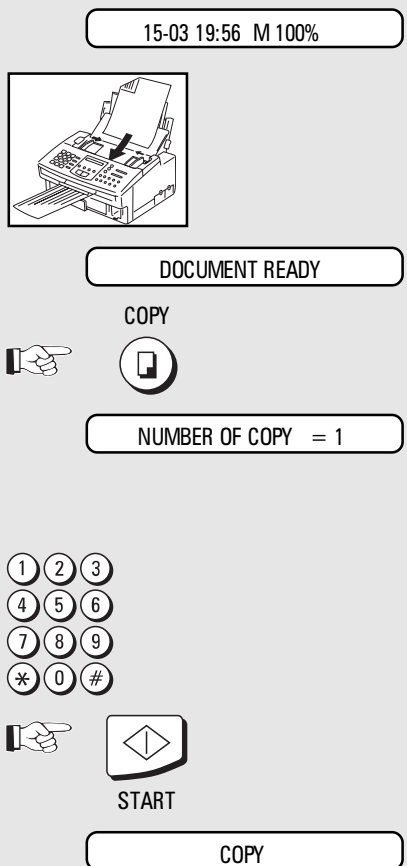 15-03 19:56 M 100%
DOCUMENT READY
COPY
NUMBER OF COPY = 1
1 2 3
4 5 6
7 8 9
* 0 #
START
COPY